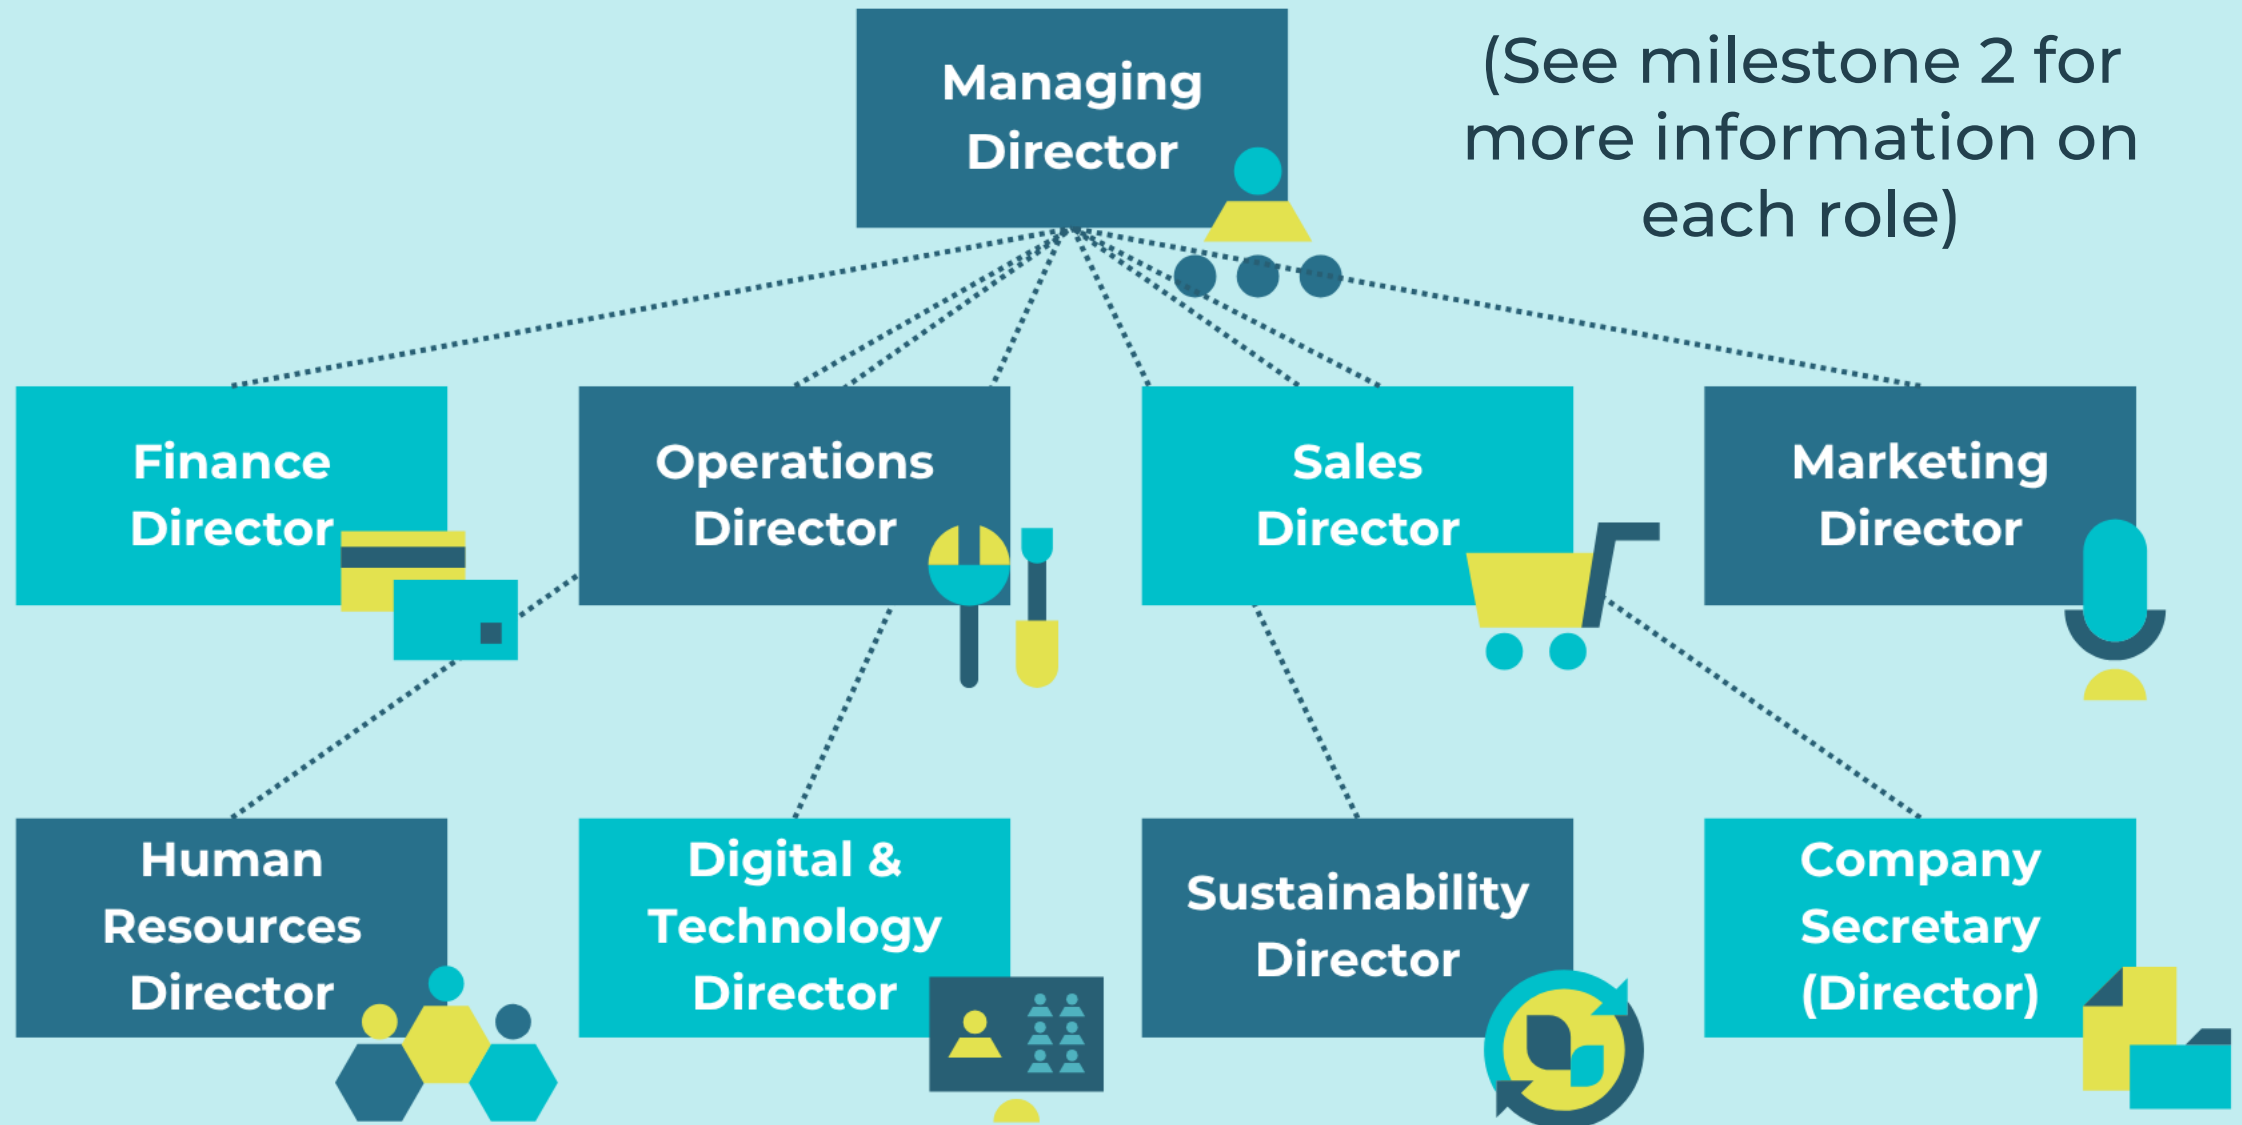 Managing
Director
(See milestone 2 for
more information on
each role)
Finance
Director
Operations
Director
Sales
Director
Marketing
Director
Human
Resources
Director
Digital &
Technology
Director
Sustainability
Director
Company
Secretary
(Director)